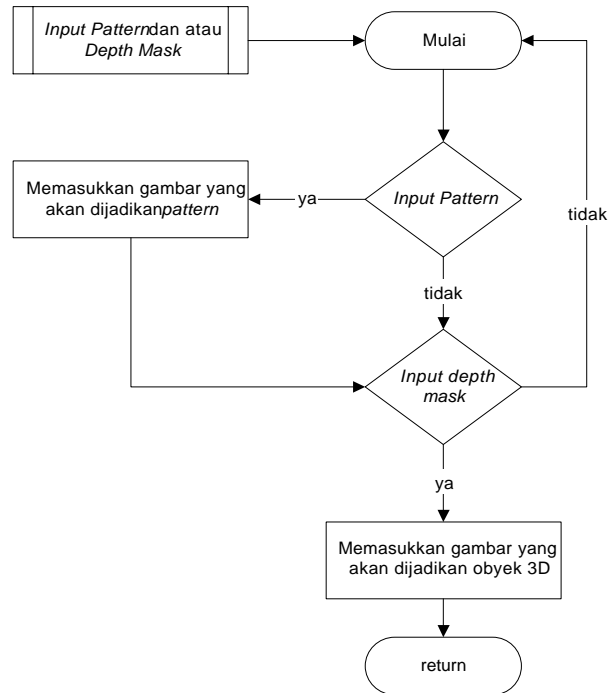 Input Patterndan atau
Depth Mask
Mulai
Input Pattern
ya
Memasukkan gambar yang
akan dijadikanpattern
tidak
tidak
Input depth
mask
ya
Memasukkan gambar yang
akan dijadikan obyek 3D
return